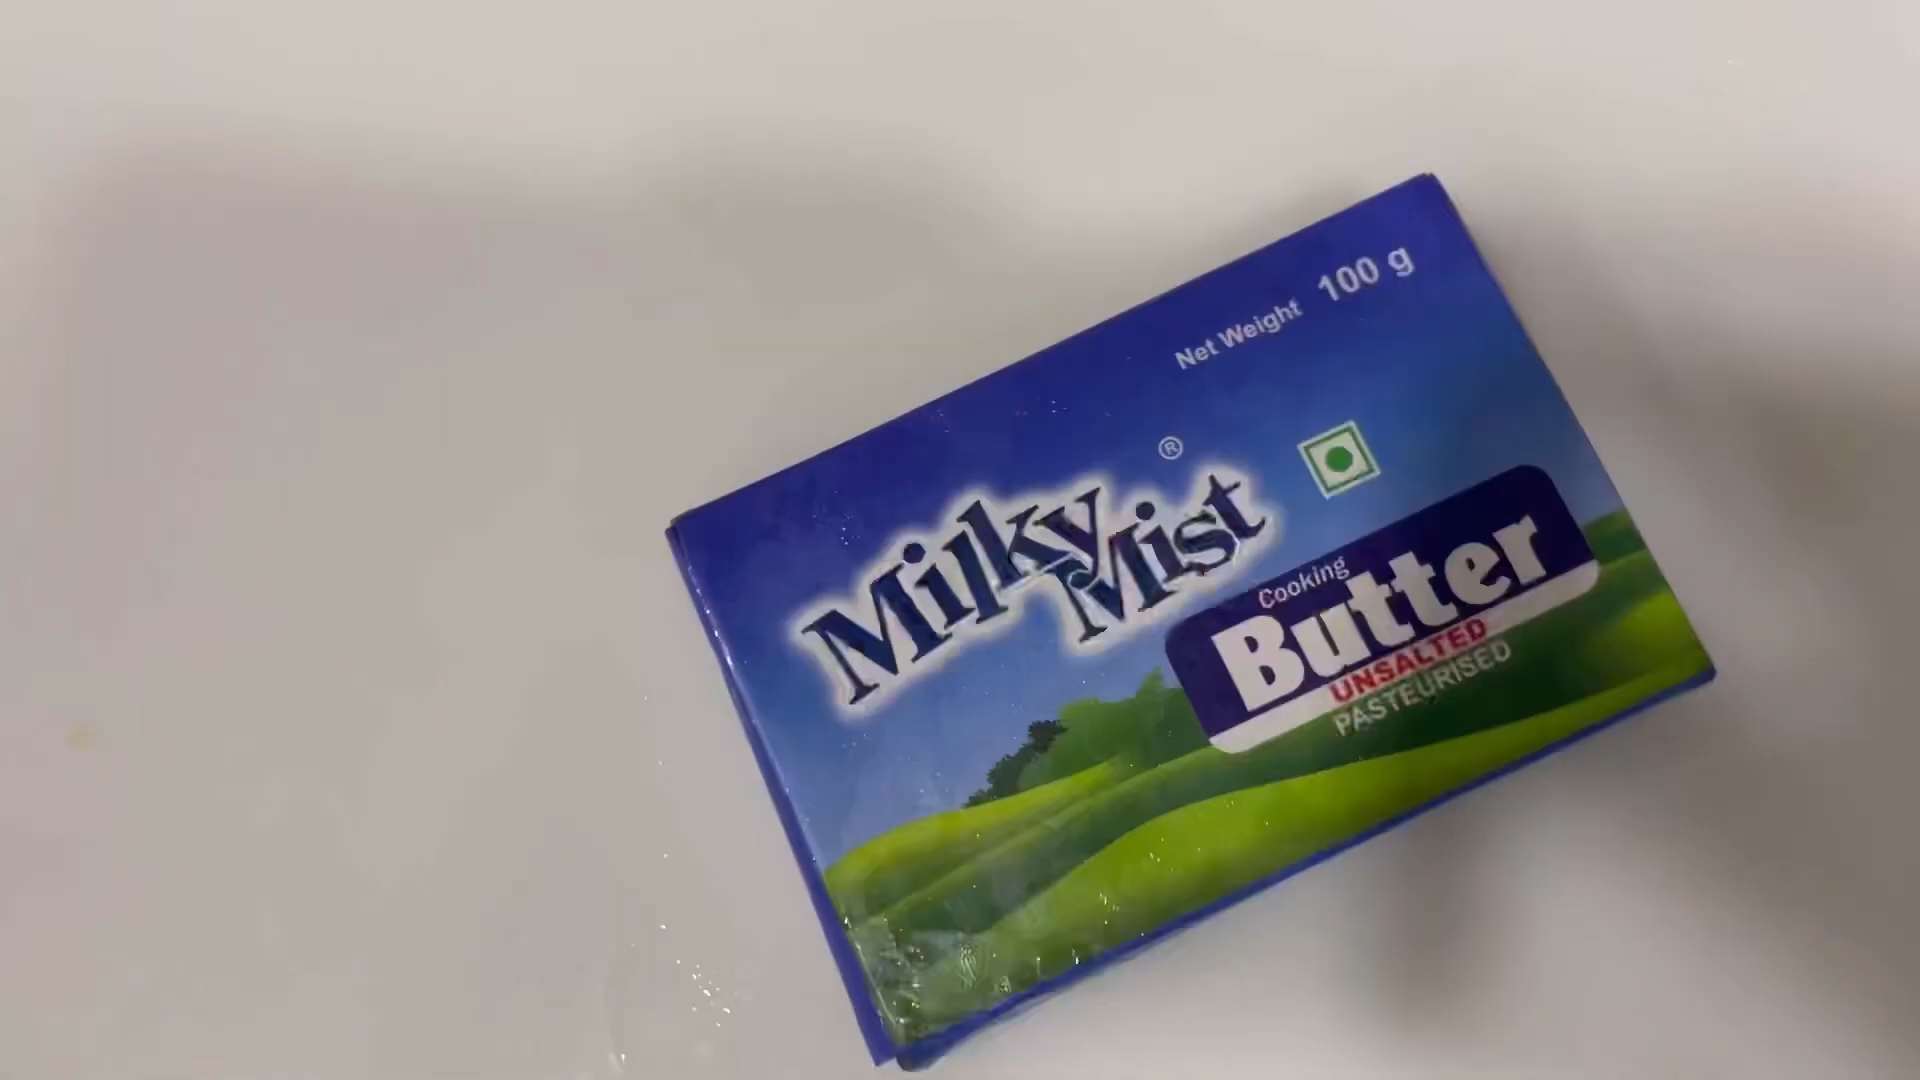 Net Weight 100 g
Milky Mist ®
Cooking
Butter
UNSALTED
PASTEURISED